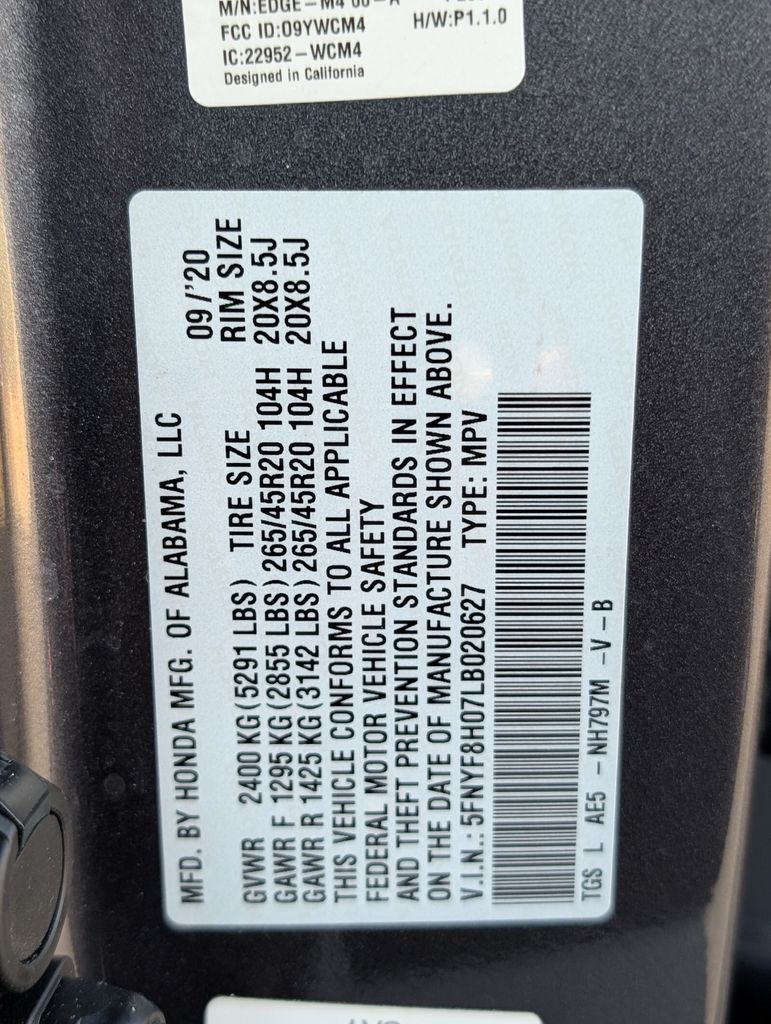 FCC ID:O9YWCM4 H/W:P1.1.0
IC:22952-WCM4
Designed in California
MFD. BY HONDA MFG. OF ALABAMA, LLC 09/'20
GVWR 2400 KG(5291 LBS) TIRE SIZE RIM SIZE
GAWR F 1295 KG(2855 LBS)265/45R20 104H 20X8.5J
GAWR R 1425 KG(3142 LBS)265/45R20 104H 20X8.5J
THIS VEHICLE CONFORMS TO ALL APPLICABLE
FEDERAL MOTOR VEHICLE SAFETY
AND THEFT PREVENTION STANDARDS IN EFFECT
ON THE DATE OF MANUFACTURE SHOWN ABOVE.
V.I.N.:5FNYF8H07LB020627 TYPE: MPV
TGS L AE5 -NH797M -V-B